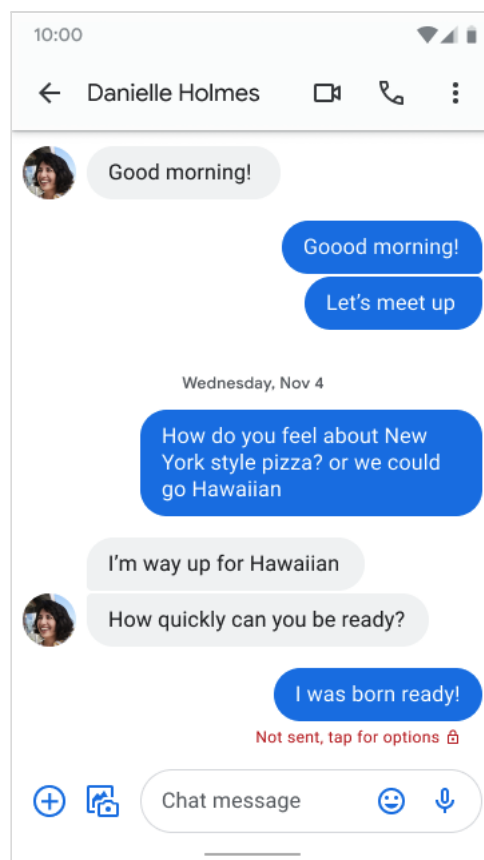 10:00
Danielle Holmes
Good morning!
Goood morning!
Let’s meet up
Wednesday, Nov 4
How do you feel about New
York style pizza? or we could
go Hawaiian
I’m way up for Hawaiian
How quickly can you be ready?
I was born ready!
Not sent, tap for options
Chat message